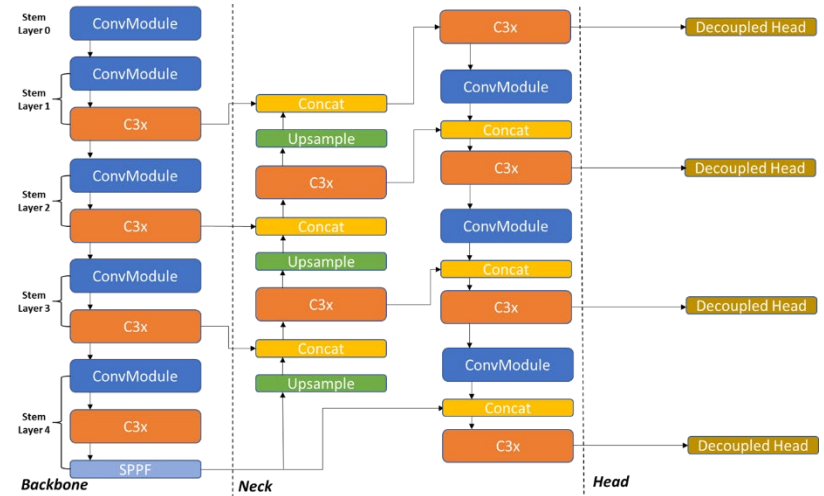 Stem
Layer 0
ConvModule
Stem
Layer 1
ConvModule
C3x
Stem
Layer 2
ConvModule
C3x
Stem
Layer 3
ConvModule
C3x
Stem
Layer 4
ConvModule
C3x
SPPF
Backbone
Concat
Upsample
C3x
Concat
Upsample
C3x
Concat
Upsample
Neck
C3x
ConvModule
Concat
C3x
ConvModule
Concat
C3x
ConvModule
Concat
C3x
Decoupled Head
Decoupled Head
Decoupled Head
Decoupled Head
Head